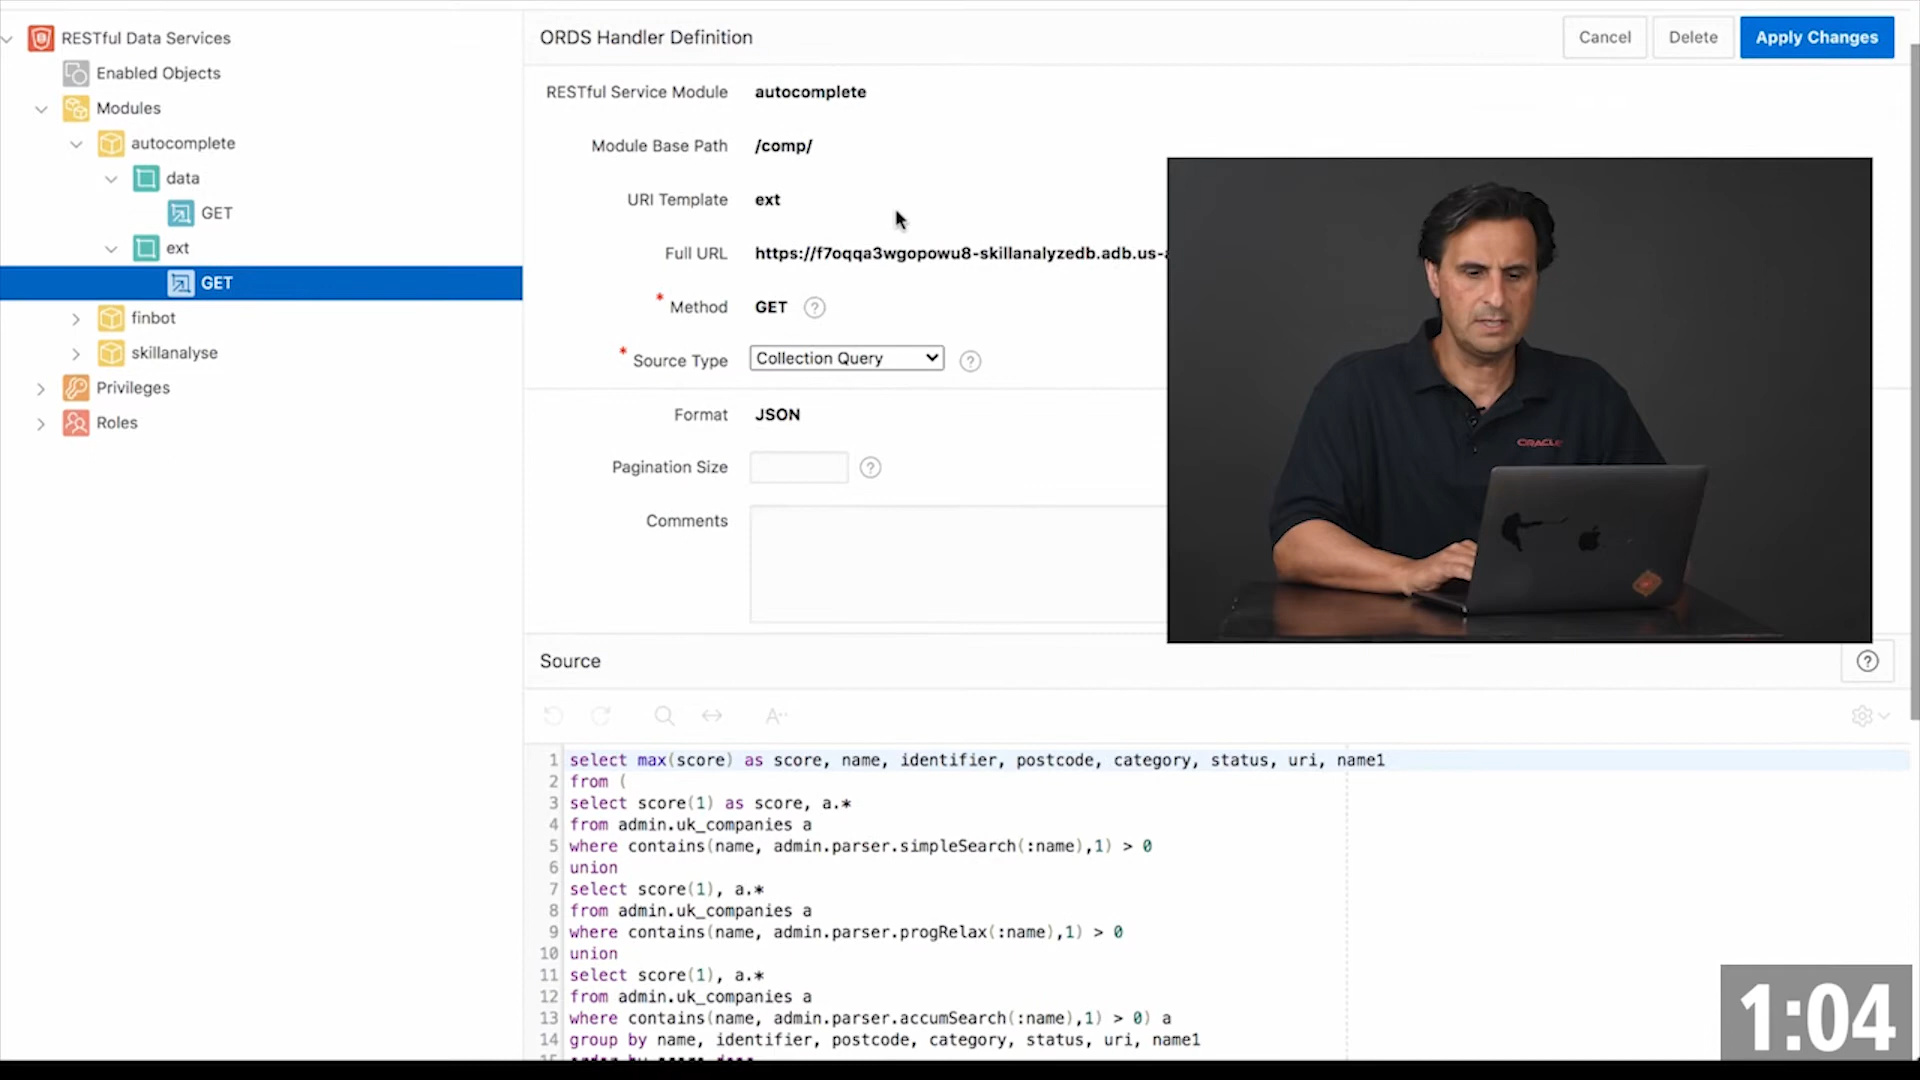 RESTful Data Services
Enabled Objects
Modules
autocomplete
data
GET
ext
GET
finbot
skillanalyse
Privileges
Roles
ORDS Handler Definition
Cancel
Delete
Apply Changes
RESTful Service Module autocomplete
Module Base Path /comp/
URI Template ext
Full URL https://f7oqqa3wgopowu8-skillanalyzedb.adb.us-a
* Method GET ?
* Source Type Collection Query ?
Format JSON
Pagination Size ?
Comments
ORACLE
Source
?
A··
1 select max(score) as score, name, identifier, postcode, category, status, uri, name1
2 from (
3 select score(1) as score, a.*
4 from admin.uk_companies a
5 where contains(name, admin.parser.simpleSearch(:name),1) > 0
6 union
7 select score(1), a.*
8 from admin.uk_companies a
9 where contains(name, admin.parser.progRelax(:name),1) > 0
10 union
11 select score(1), a.*
12 from admin.uk_companies a
13 where contains(name, admin.parser.accumSearch(:name),1) > 0) a
14 group by name, identifier, postcode, category, status, uri, name1
1:04